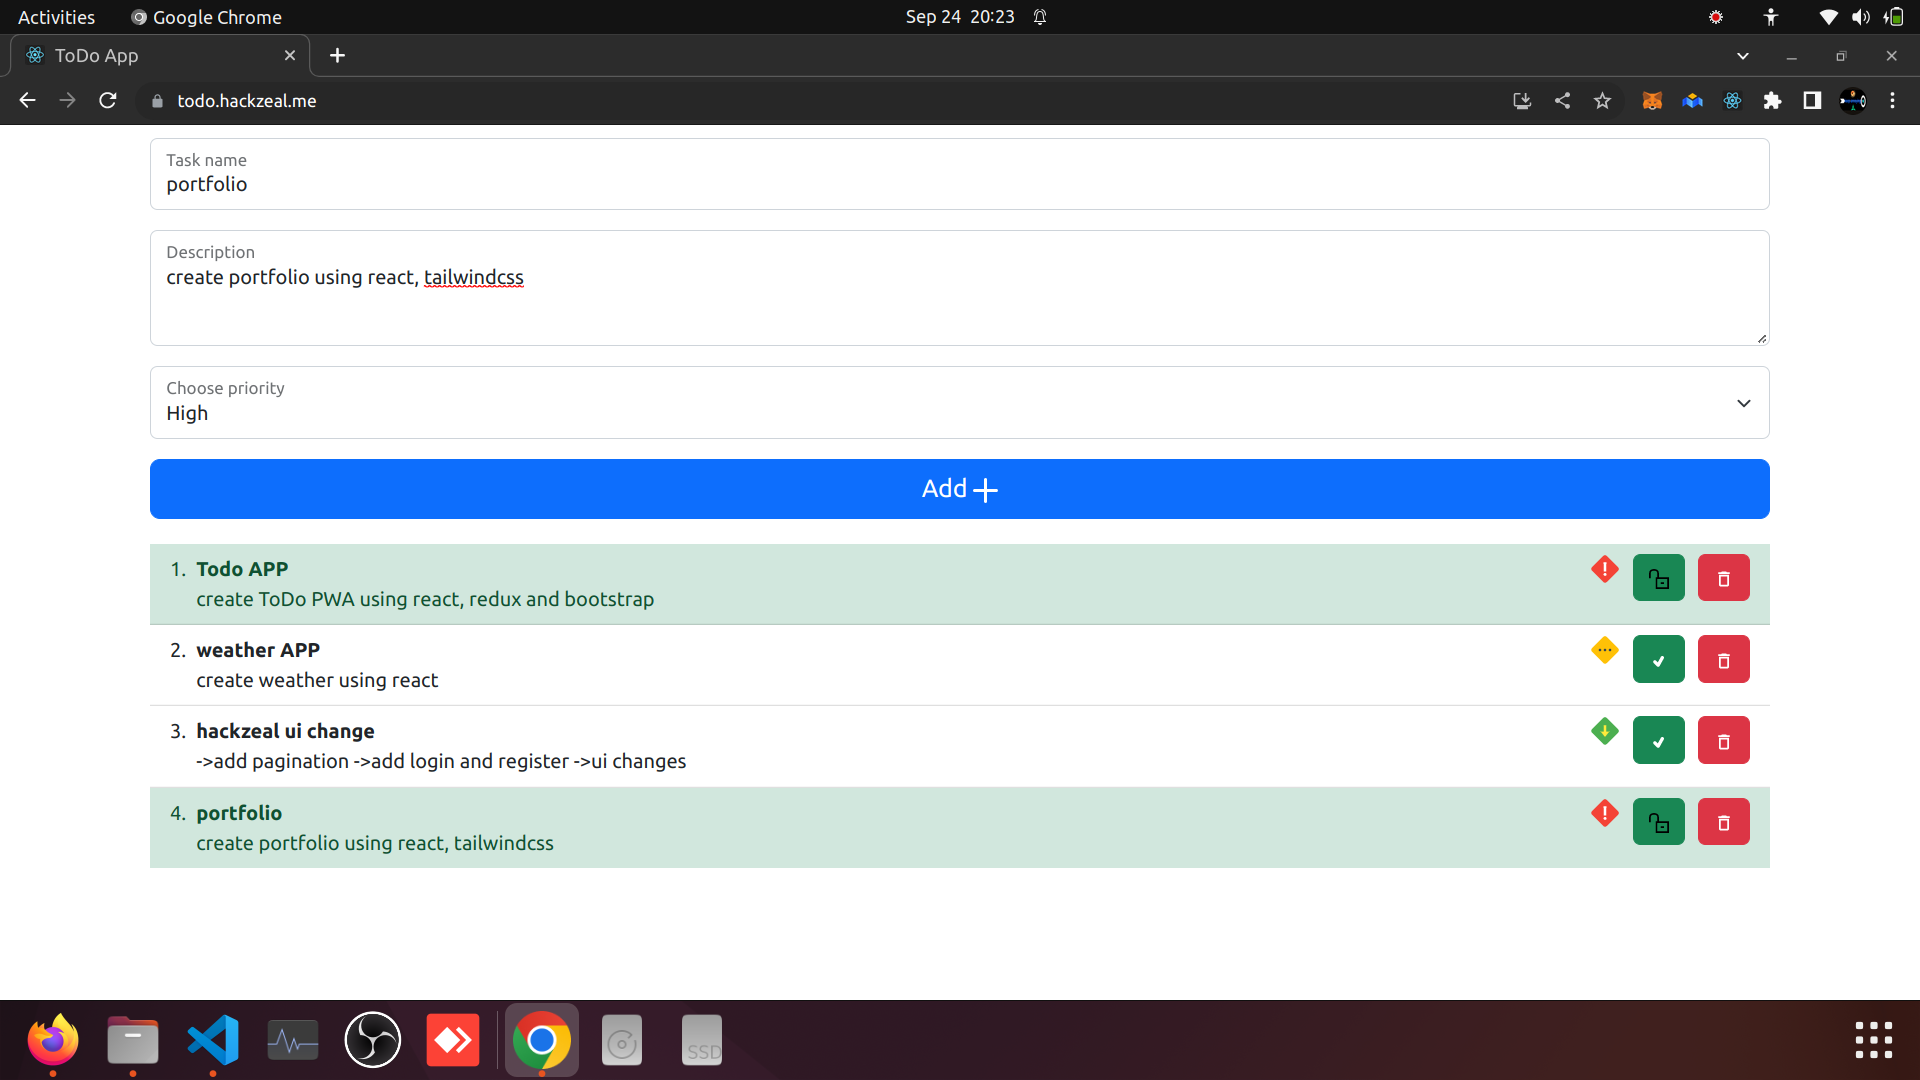 Activities
Google Chrome
Sep 24 20:23
ToDo App
todo.hackzeal.me
Task name
portfolio
Description
create portfolio using react, tailwindcss
Choose priority
High
Add
1. Todo APP
create ToDo PWA using react, redux and bootstrap
2. weather APP
create weather using react
3. hackzeal ui change
->add pagination ->add login and register ->ui changes
4. portfolio
create portfolio using react, tailwindcss
SSD